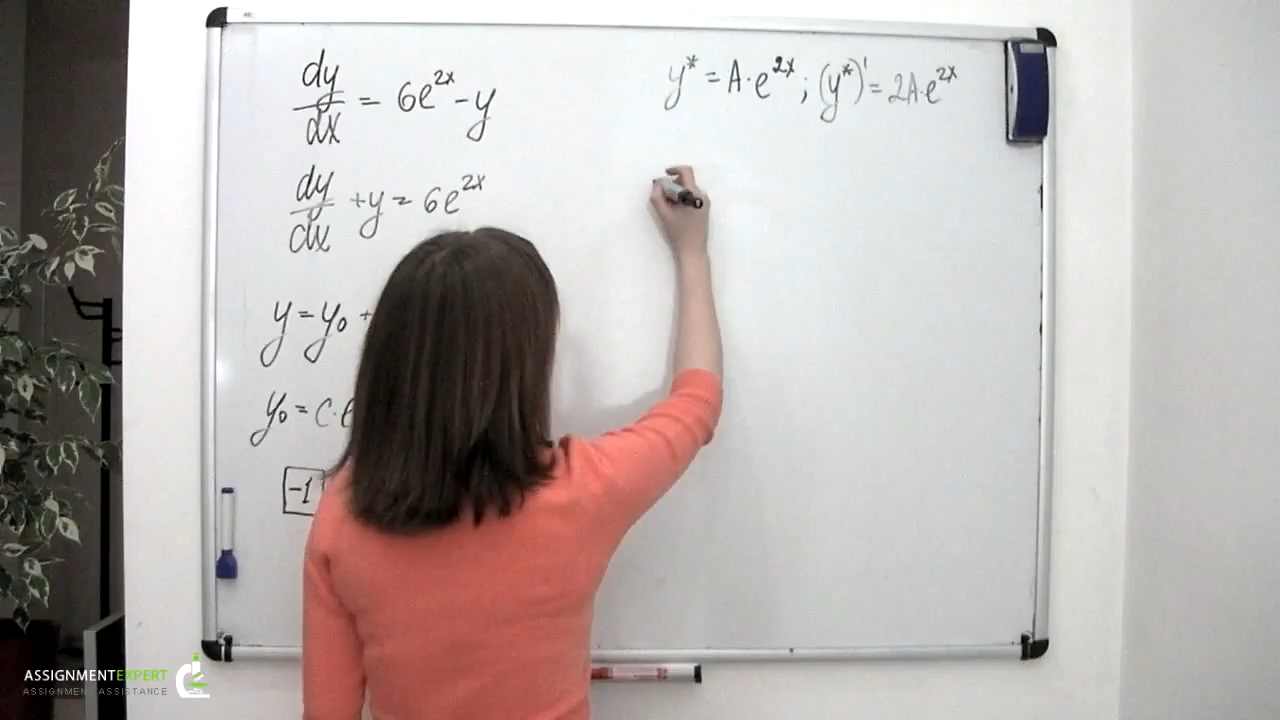 dy/dx = 6e^2x - y
dy/dx + y = 6e^2x
y = y₀ +
y₀ = C·e
-1
y* = A·e^2x ; (y*)' = 2A·e^2x
ASSIGNMENTEXPERT
ASSIGNMENT ASSISTANCE